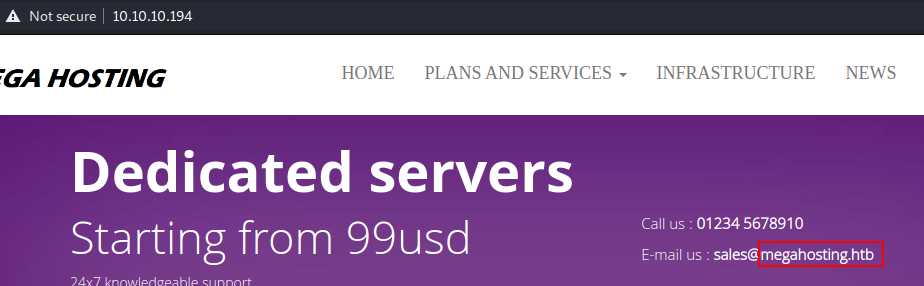 Not secure 10.10.10.194
EGA HOSTING
HOME PLANS AND SERVICES INFRASTRUCTURE NEWS
Dedicated servers
Starting from 99usd
Call us : 01234 5678910
E-mail us : sales@megahosting.htb
24x7 knowledgeable support